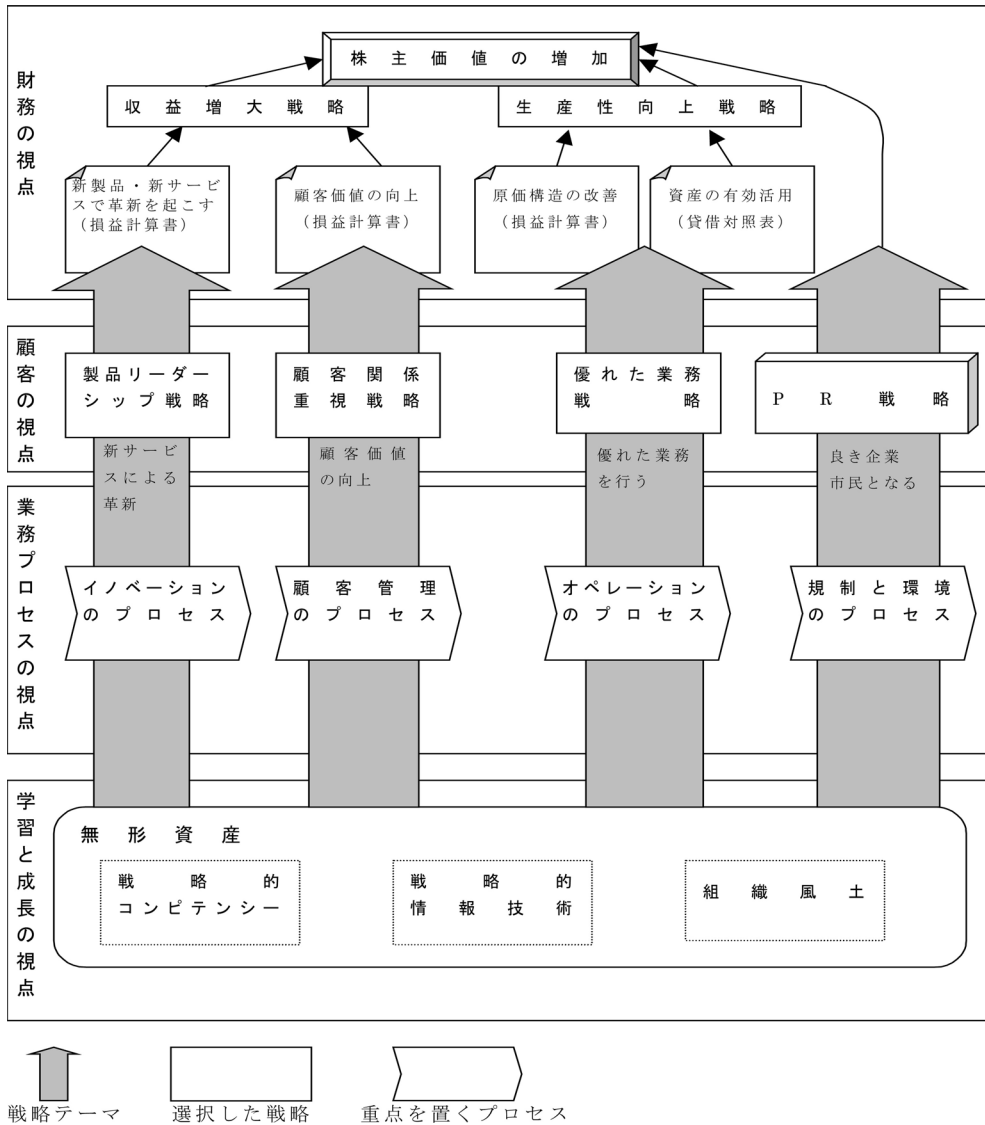 財務の視点
株主価値の増加
収益増大戦略
生産性向上戦略
新製品・新サービ
スで革新を起こす
(損益計算書)
顧客価値の向上
(損益計算書)
原価構造の改善
(損益計算書)
資産の有効活用
(貸借対照表)
顧客の視点
製品リーダー
シップ戦略
顧客関係
重視戦略
優れた業務
戦略
PR戦略
新サービ
スによる
革新
顧客価値
の向上
優れた業務
を行う
良き企業
市民となる
業務プロセスの視点
イノベーション
のプロセス
顧客管理
のプロセス
オペレーション
のプロセス
規制と環境
のプロセス
学習と成長の視点
無形資産
戦略的
コンピテンシー
戦略的
情報技術
組織風土
戦略テーマ
選択した戦略
重点を置くプロセス